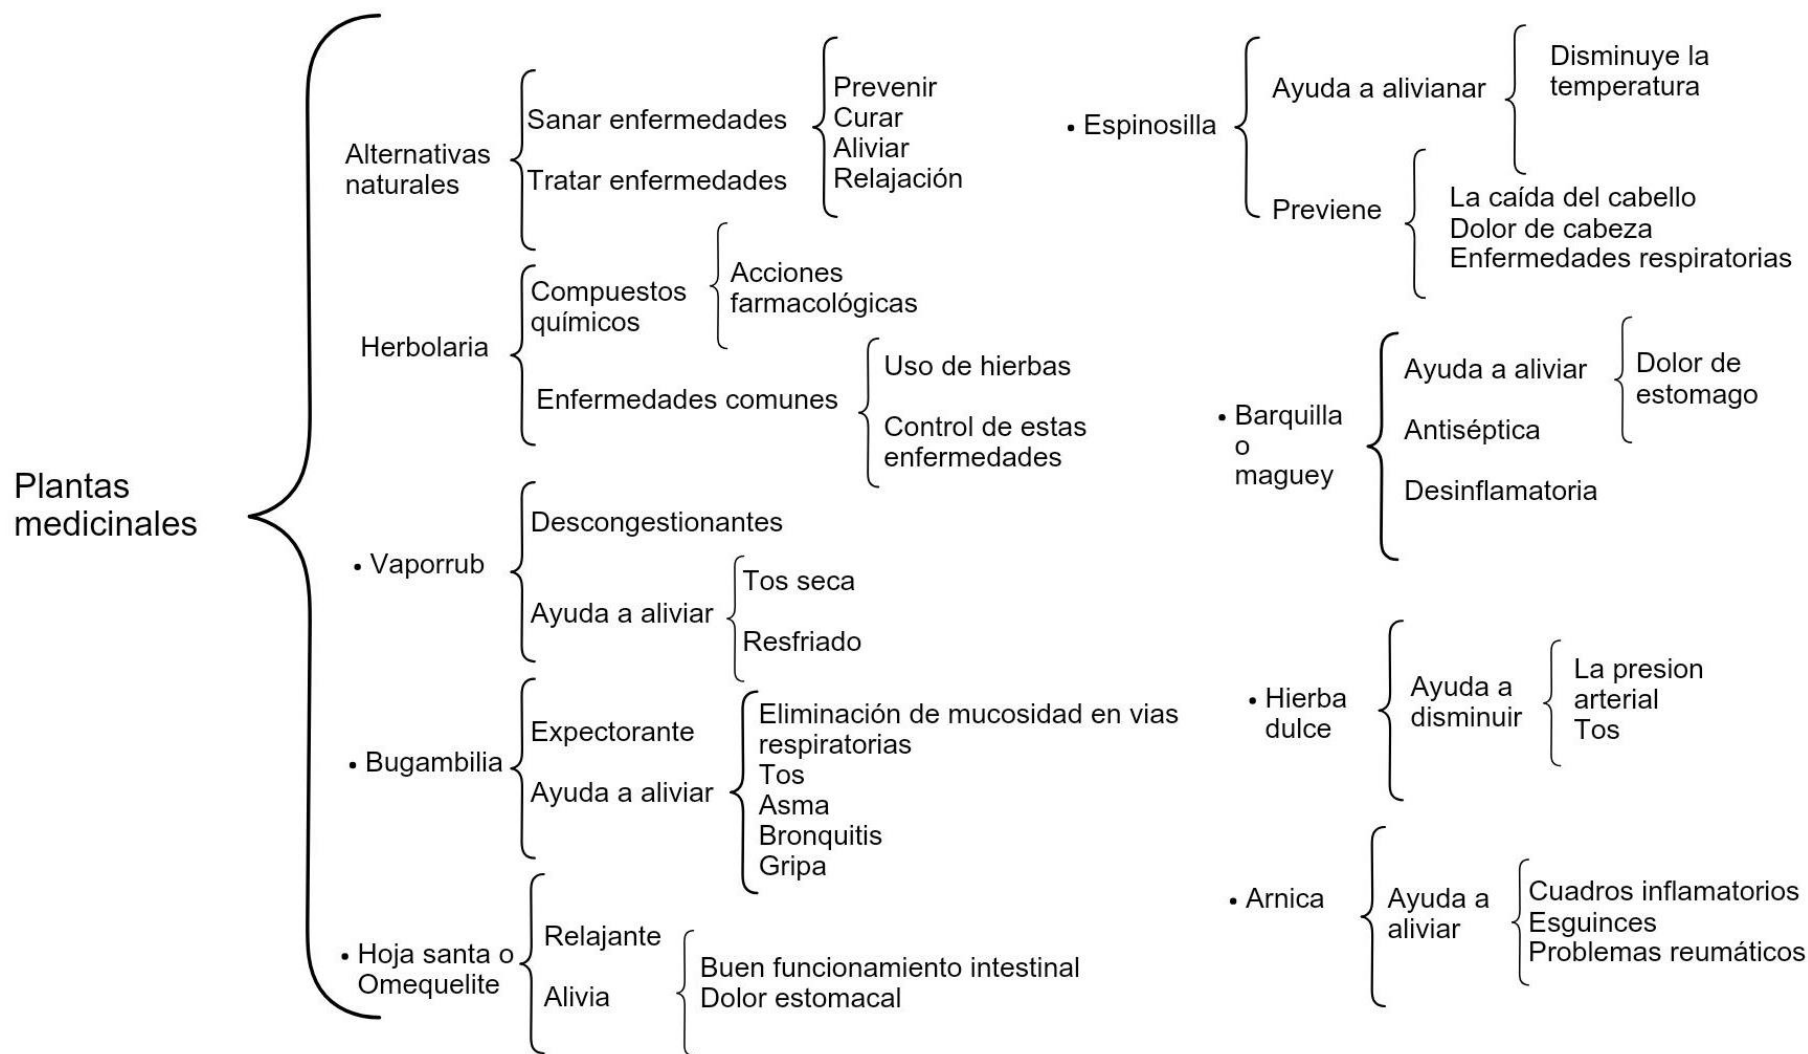 Plantas
medicinales
Alternativas
naturales
Sanar enfermedades
Tratar enfermedades
Prevenir
Curar
Aliviar
Relajación
Herbolaria
Compuestos
químicos
Acciones
farmacológicas
Enfermedades comunes
Uso de hierbas
Control de estas
enfermedades
• Vaporrub
Descongestionantes
Ayuda a aliviar
Tos seca
Resfriado
• Bugambilia
Expectorante
Ayuda a aliviar
Eliminación de mucosidad en vias
respiratorias
Tos
Asma
Bronquitis
Gripa
• Hoja santa o
Omequelite
Relajante
Alivia
Buen funcionamiento intestinal
Dolor estomacal
• Espinosilla
Ayuda a alivianar
Disminuye la
temperatura
Previene
La caída del cabello
Dolor de cabeza
Enfermedades respiratorias
• Barquilla
o
maguey
Ayuda a aliviar
Dolor de
estomago
Antiséptica
Desinflamatoria
• Hierba
dulce
Ayuda a
disminuir
La presion
arterial
Tos
• Arnica
Ayuda a
aliviar
Cuadros inflamatorios
Esguinces
Problemas reumáticos